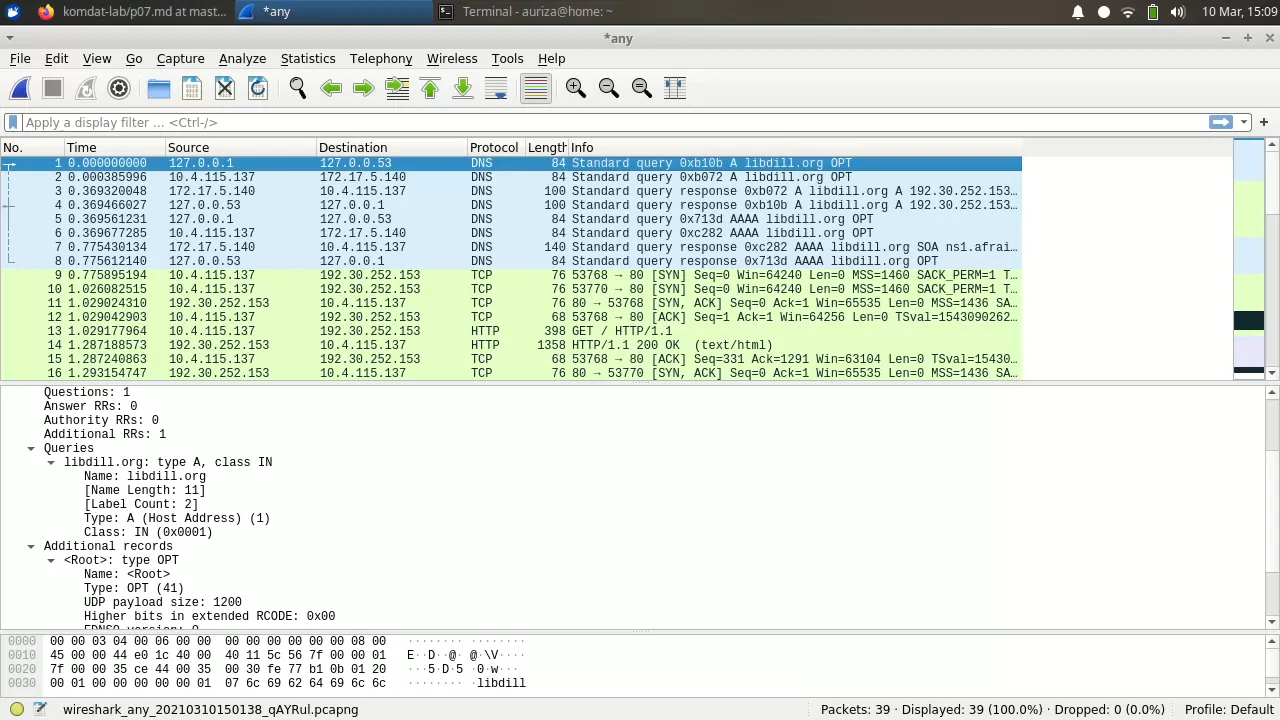 komdat-lab/p07.md at mast... *any Terminal - auriza@home: ~ 10 Mar, 15:09
*any
File Edit View Go Capture Analyze Statistics Telephony Wireless Tools Help
Apply a display filter ... <Ctrl-/>
No. Time Source Destination Protocol Length Info
1 0.000000000 127.0.0.1 127.0.0.53 DNS 84 Standard query 0xb10b A libdill.org OPT
2 0.000385996 10.4.115.137 172.17.5.140 DNS 84 Standard query 0xb072 A libdill.org OPT
3 0.369320048 172.17.5.140 10.4.115.137 DNS 100 Standard query response 0xb072 A libdill.org A 192.30.252.153…
4 0.369466027 127.0.0.53 127.0.0.1 DNS 100 Standard query response 0xb10b A libdill.org A 192.30.252.153…
5 0.369561231 127.0.0.1 127.0.0.53 DNS 84 Standard query 0x713d AAAA libdill.org OPT
6 0.369677285 10.4.115.137 172.17.5.140 DNS 84 Standard query 0xc282 AAAA libdill.org OPT
7 0.775430134 172.17.5.140 10.4.115.137 DNS 140 Standard query response 0xc282 AAAA libdill.org SOA ns1.afrai…
8 0.775612140 127.0.0.53 127.0.0.1 DNS 84 Standard query response 0x713d AAAA libdill.org OPT
9 0.775895194 10.4.115.137 192.30.252.153 TCP 76 53768 → 80 [SYN] Seq=0 Win=64240 Len=0 MSS=1460 SACK_PERM=1 T…
10 1.026082515 10.4.115.137 192.30.252.153 TCP 76 53770 → 80 [SYN] Seq=0 Win=64240 Len=0 MSS=1460 SACK_PERM=1 T…
11 1.029024310 192.30.252.153 10.4.115.137 TCP 76 80 → 53768 [SYN, ACK] Seq=0 Ack=1 Win=65535 Len=0 MSS=1436 SA…
12 1.029042903 10.4.115.137 192.30.252.153 TCP 68 53768 → 80 [ACK] Seq=1 Ack=1 Win=64256 Len=0 TSval=1543090262…
13 1.029177964 10.4.115.137 192.30.252.153 HTTP 398 GET / HTTP/1.1
14 1.287188573 192.30.252.153 10.4.115.137 HTTP 1358 HTTP/1.1 200 OK (text/html)
15 1.287240863 10.4.115.137 192.30.252.153 TCP 68 53768 → 80 [ACK] Seq=331 Ack=1291 Win=63104 Len=0 TSval=15430…
16 1.293154747 192.30.252.153 10.4.115.137 TCP 76 80 → 53770 [SYN, ACK] Seq=0 Ack=1 Win=65535 Len=0 MSS=1436 SA…
Questions: 1
Answer RRs: 0
Authority RRs: 0
Additional RRs: 1
Queries
libdill.org: type A, class IN
Name: libdill.org
[Name Length: 11]
[Label Count: 2]
Type: A (Host Address) (1)
Class: IN (0x0001)
Additional records
<Root>: type OPT
Name: <Root>
Type: OPT (41)
UDP payload size: 1200
Higher bits in extended RCODE: 0x00
EDNS0 version: 0
0000 00 00 03 04 00 06 00 00 00 00 00 00 00 00 08 00 ········ ········
0010 45 00 00 44 e0 1c 40 00 40 11 5c 56 7f 00 00 01 E··D··@· @·\V····
0020 7f 00 00 35 ce 44 00 35 00 30 fe 77 b1 0b 01 20 ···5·D·5 ·0·w···
0030 00 01 00 00 00 00 00 01 07 6c 69 62 64 69 6c 6c ········ ·libdill
wireshark_any_20210310150138_qAYRul.pcapng Packets: 39 · Displayed: 39 (100.0%) · Dropped: 0 (0.0%) Profile: Default